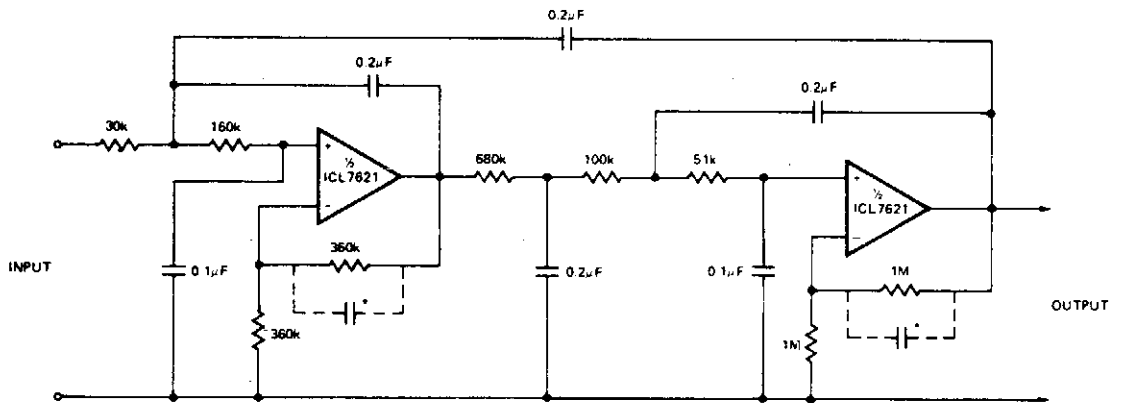 0.2μF
0.2μF
0.2μF
30k
160k
+
½
ICL7621
−
680k
100k
51k
+
½
ICL7621
−
INPUT
0.1μF
360k
*
360k
0.2μF
0.1μF
1M
*
1M
OUTPUT